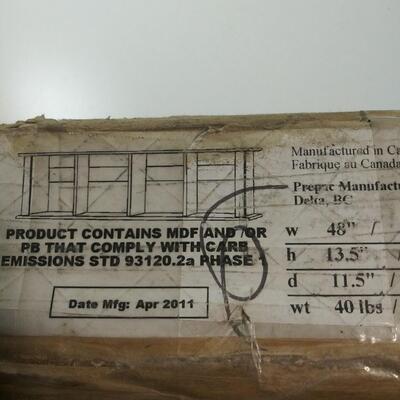 Manufactured in Ca
Fabrique au Canada
Prepac Manufactu
Delta, BC
PRODUCT CONTAINS MDF AND /OR
PB THAT COMPLY WITH CARB
EMISSIONS STD 93120.2a PHASE 1
Date Mfg: Apr 2011
w 48" /
h 13.5" /
d 11.5" /
wt 40 lbs /